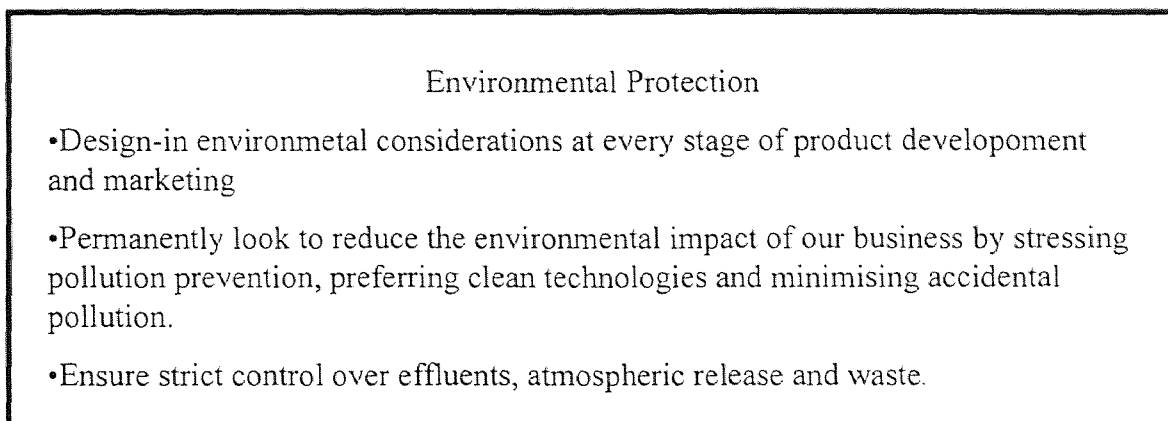 Environmental Protection
•Design-in environmetal considerations at every stage of product developoment
and marketing
•Permanently look to reduce the environmental impact of our business by stressing
pollution prevention, preferring clean technologies and minimising accidental
pollution.
•Ensure strict control over effluents, atmospheric release and waste.